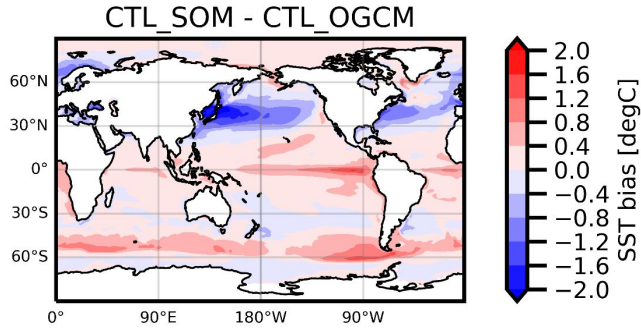 CTL_SOM - CTL_OGCM
60°N
30°N
0°
30°S
60°S
0°
90°E
180°W
90°W
2.0
1.6
1.2
0.8
0.4
0.0
−0.4
−0.8
−1.2
−1.6
−2.0
SST bias [degC]